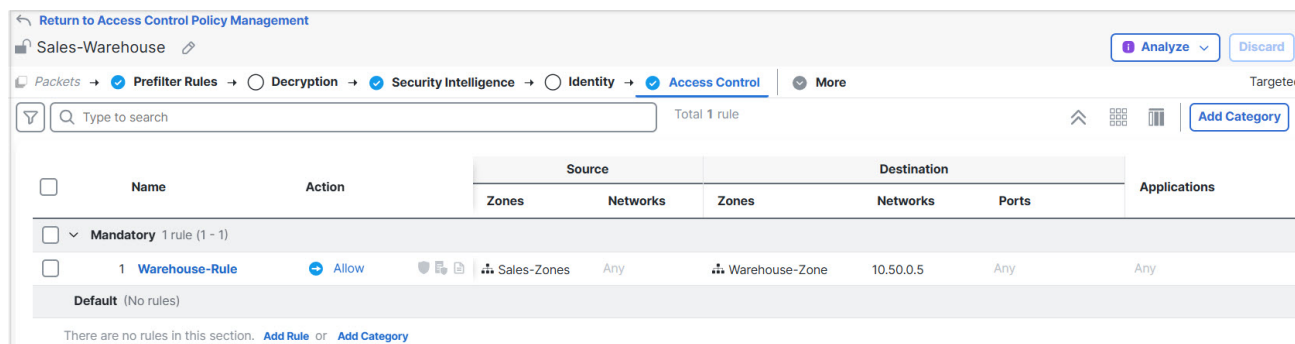 Return to Access Control Policy Management
Sales-Warehouse
Analyze
Discard
Packets → Prefilter Rules → Decryption → Security Intelligence → Identity → Access Control More Targete
Type to search Total 1 rule Add Category
Source Destination
Name Action Applications
Zones Networks Zones Networks Ports
Mandatory 1 rule (1 - 1)
1 Warehouse-Rule Allow Sales-Zones Any Warehouse-Zone 10.50.0.5 Any Any
Default (No rules)
There are no rules in this section. Add Rule or Add Category